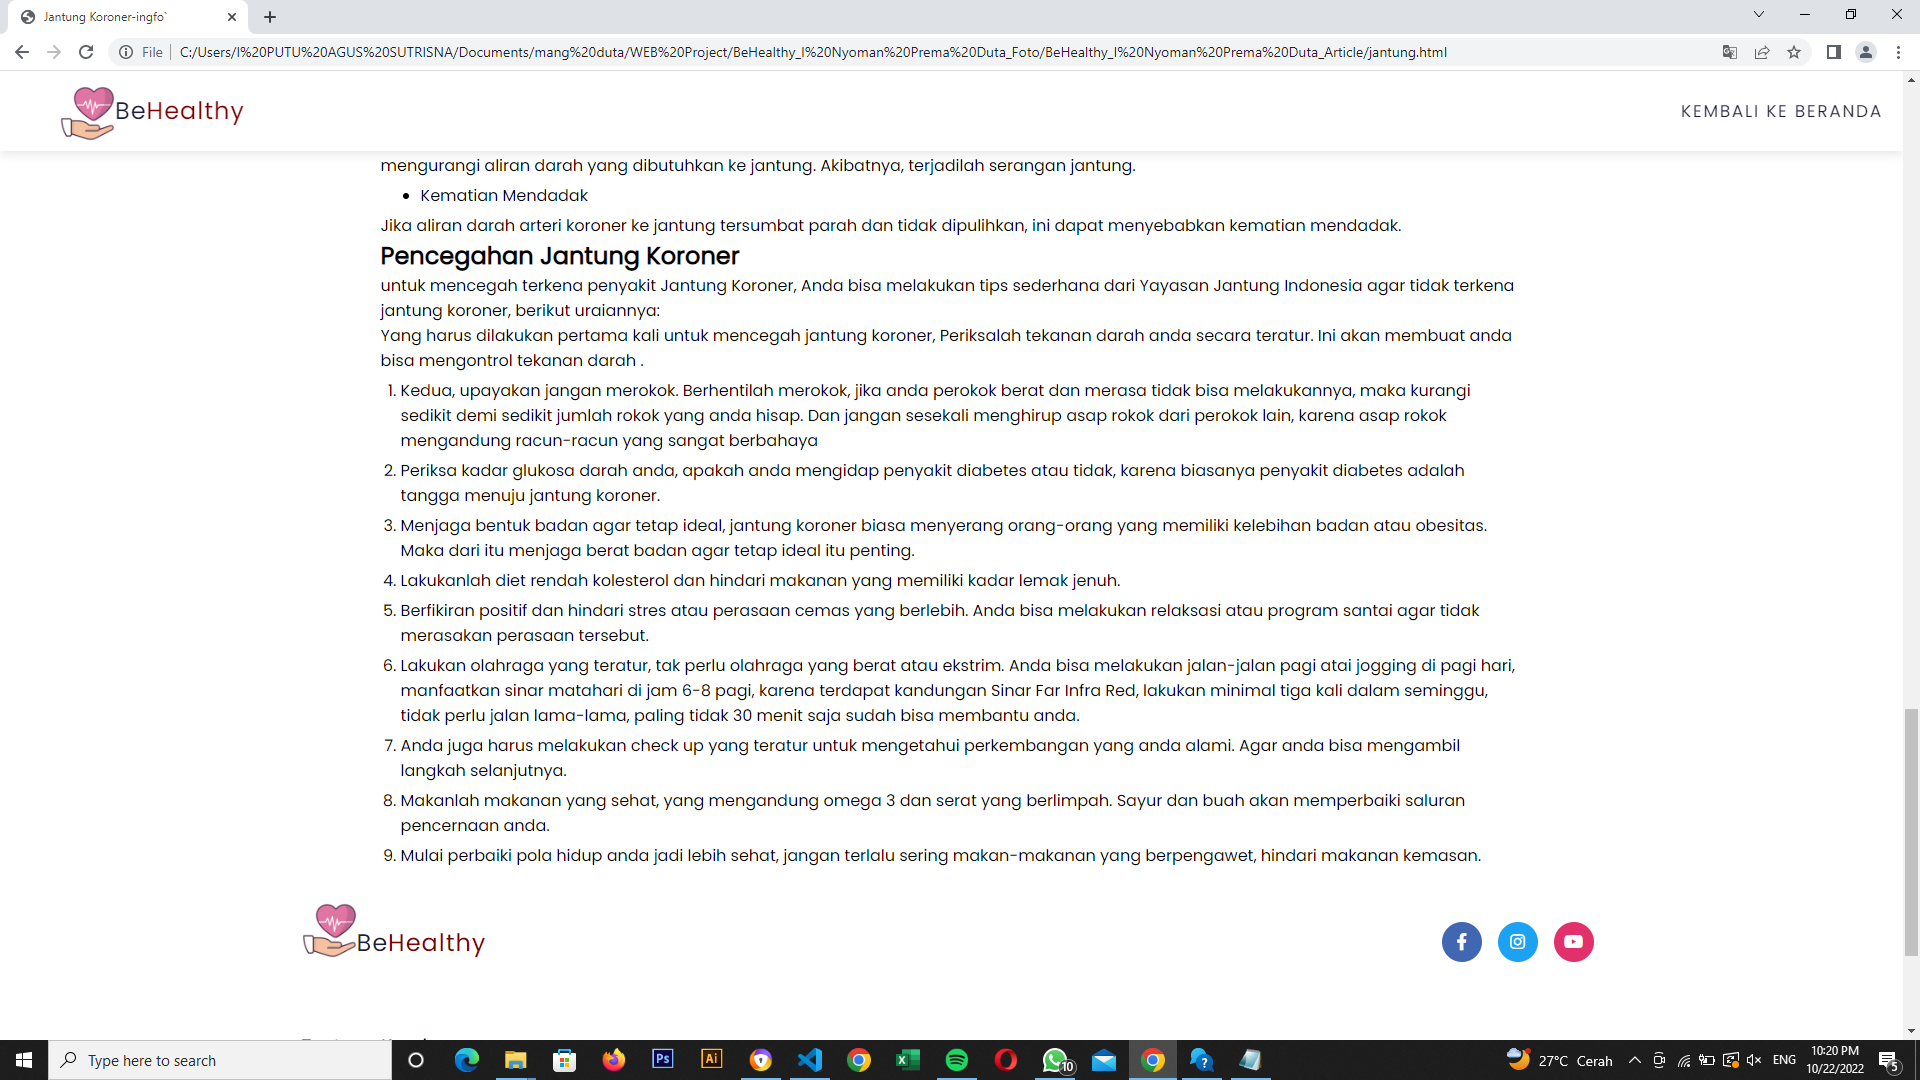 Jantung Koroner-ingfo`
File
C:/Users/I%20PUTU%20AGUS%20SUTRISNA/Documents/mang%20duta/WEB%20Project/BeHealthy_I%20Nyoman%20Prema%20Duta_Foto/BeHealthy_I%20Nyoman%20Prema%20Duta_Article/jantung.html
BeHealthy
KEMBALI KE BERANDA
mengurangi aliran darah yang dibutuhkan ke jantung. Akibatnya, terjadilah serangan jantung.
• Kematian Mendadak
Jika aliran darah arteri koroner ke jantung tersumbat parah dan tidak dipulihkan, ini dapat menyebabkan kematian mendadak.
Pencegahan Jantung Koroner
untuk mencegah terkena penyakit Jantung Koroner, Anda bisa melakukan tips sederhana dari Yayasan Jantung Indonesia agar tidak terkena
jantung koroner, berikut uraiannya:
Yang harus dilakukan pertama kali untuk mencegah jantung koroner, Periksalah tekanan darah anda secara teratur. Ini akan membuat anda
bisa mengontrol tekanan darah .
1. Kedua, upayakan jangan merokok. Berhentilah merokok, jika anda perokok berat dan merasa tidak bisa melakukannya, maka kurangi
sedikit demi sedikit jumlah rokok yang anda hisap. Dan jangan sesekali menghirup asap rokok dari perokok lain, karena asap rokok
mengandung racun-racun yang sangat berbahaya
2. Periksa kadar glukosa darah anda, apakah anda mengidap penyakit diabetes atau tidak, karena biasanya penyakit diabetes adalah
tangga menuju jantung koroner.
3. Menjaga bentuk badan agar tetap ideal, jantung koroner biasa menyerang orang-orang yang memiliki kelebihan badan atau obesitas.
Maka dari itu menjaga berat badan agar tetap ideal itu penting.
4. Lakukanlah diet rendah kolesterol dan hindari makanan yang memiliki kadar lemak jenuh.
5. Berfikiran positif dan hindari stres atau perasaan cemas yang berlebih. Anda bisa melakukan relaksasi atau program santai agar tidak
merasakan perasaan tersebut.
6. Lakukan olahraga yang teratur, tak perlu olahraga yang berat atau ekstrim. Anda bisa melakukan jalan-jalan pagi atai jogging di pagi hari,
manfaatkan sinar matahari di jam 6-8 pagi, karena terdapat kandungan Sinar Far Infra Red, lakukan minimal tiga kali dalam seminggu,
tidak perlu jalan lama-lama, paling tidak 30 menit saja sudah bisa membantu anda.
7. Anda juga harus melakukan check up yang teratur untuk mengetahui perkembangan yang anda alami. Agar anda bisa mengambil
langkah selanjutnya.
8. Makanlah makanan yang sehat, yang mengandung omega 3 dan serat yang berlimpah. Sayur dan buah akan memperbaiki saluran
pencernaan anda.
9. Mulai perbaiki pola hidup anda jadi lebih sehat, jangan terlalu sering makan-makanan yang berpengawet, hindari makanan kemasan.
BeHealthy
Type here to search
Ps
Ai
10
27°C Cerah
ENG
10:20 PM
10/22/2022
5